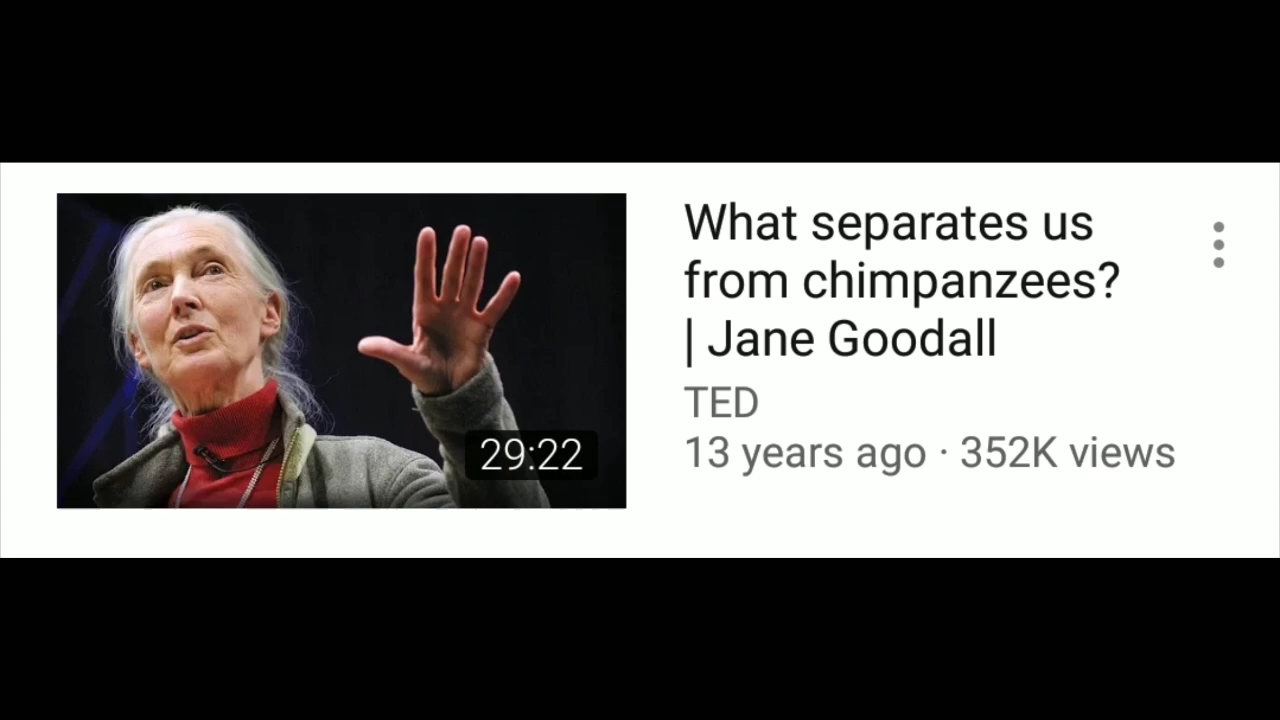 29:22
What separates us
from chimpanzees?
| Jane Goodall
TED
13 years ago · 352K views